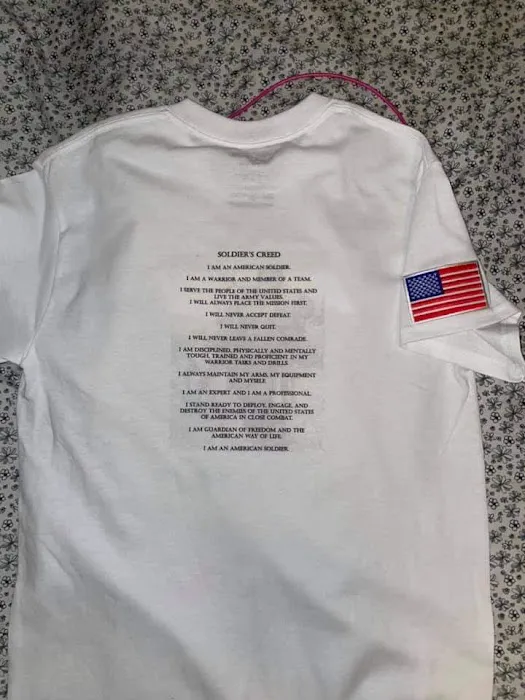 SOLDIER'S CREED
I AM AN AMERICAN SOLDIER.
I AM A WARRIOR AND MEMBER OF A TEAM.
I SERVE THE PEOPLE OF THE UNITED STATES AND
LIVE THE ARMY VALUES.
I WILL ALWAYS PLACE THE MISSION FIRST.
I WILL NEVER ACCEPT DEFEAT.
I WILL NEVER QUIT.
I WILL NEVER LEAVE A FALLEN COMRADE.
I AM DISCIPLINED, PHYSICALLY AND MENTALLY
TOUGH, TRAINED AND PROFICIENT IN MY
WARRIOR TASKS AND DRILLS.
I ALWAYS MAINTAIN MY ARMS, MY EQUIPMENT
AND MYSELF.
I AM AN EXPERT AND I AM A PROFESSIONAL.
I STAND READY TO DEPLOY, ENGAGE, AND
DESTROY THE ENEMIES OF THE UNITED STATES
OF AMERICA IN CLOSE COMBAT.
I AM GUARDIAN OF FREEDOM AND THE
AMERICAN WAY OF LIFE.
I AM AN AMERICAN SOLDIER.